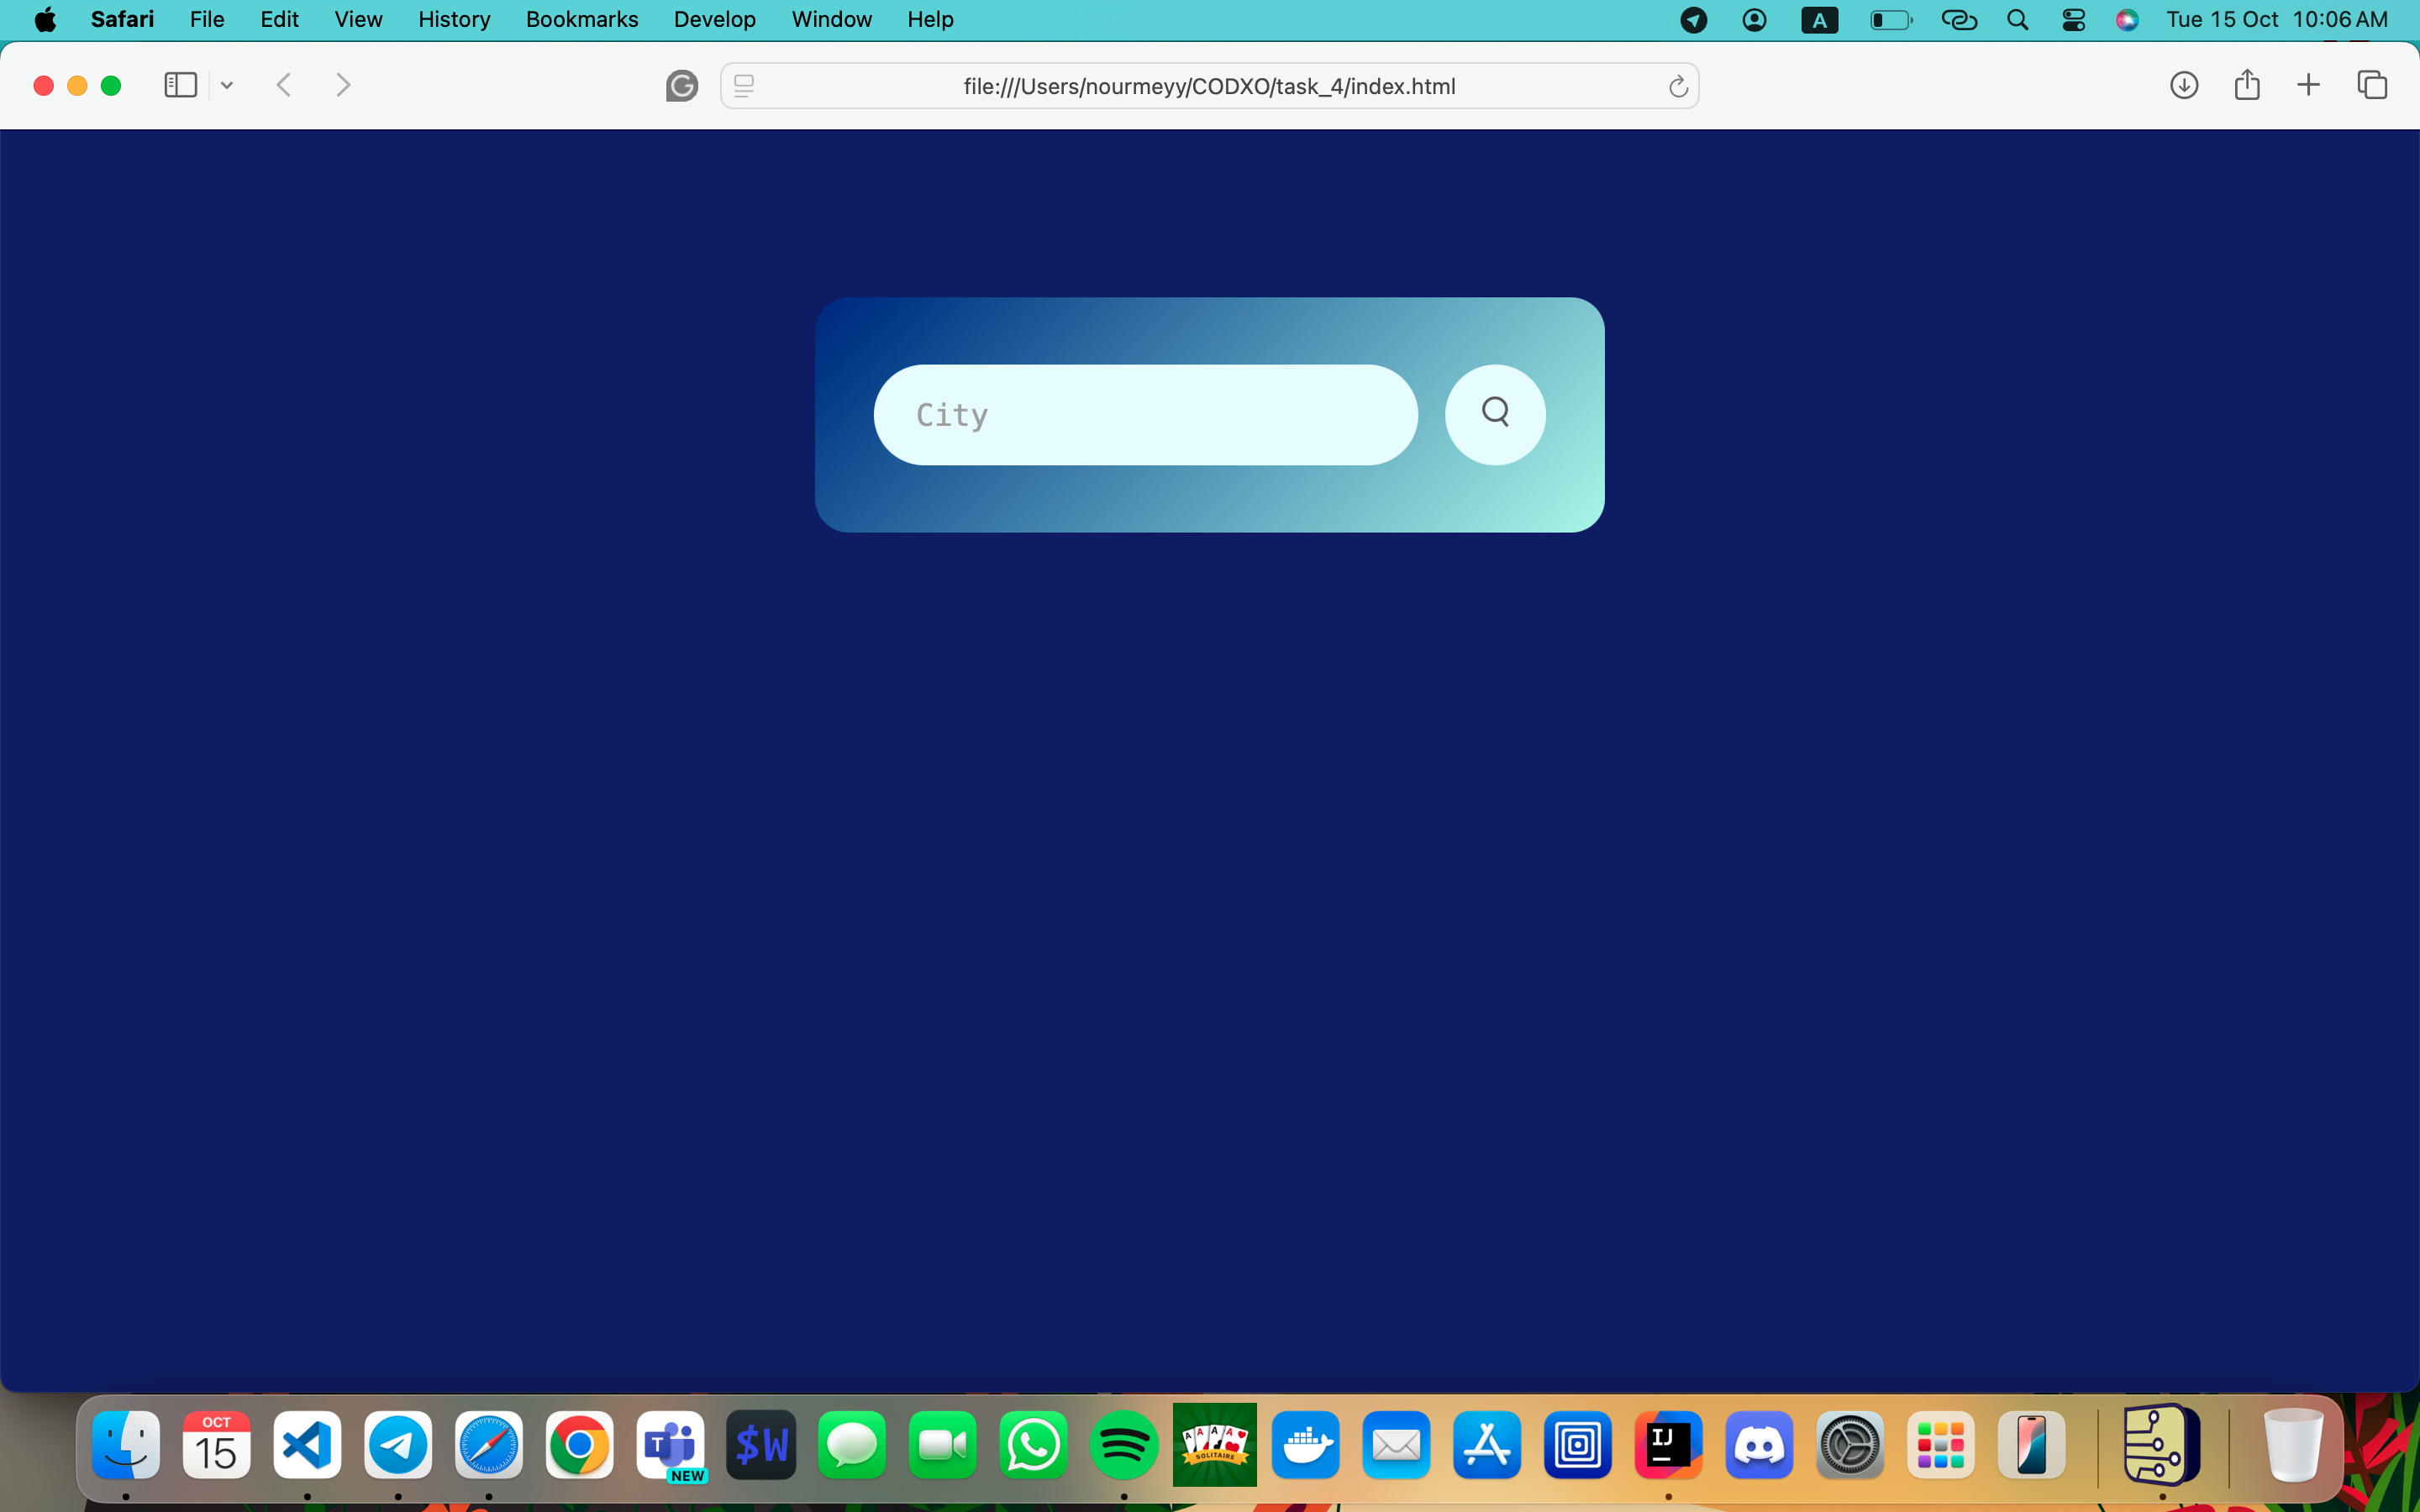 Safari File Edit View History Bookmarks Develop Window Help A Tue 15 Oct 10:06 AM
file:///Users/nourmeyy/CODXO/task_4/index.html
City
OCT
15
T
NEW
$W
A A A A
SOLITAIRE
IJ